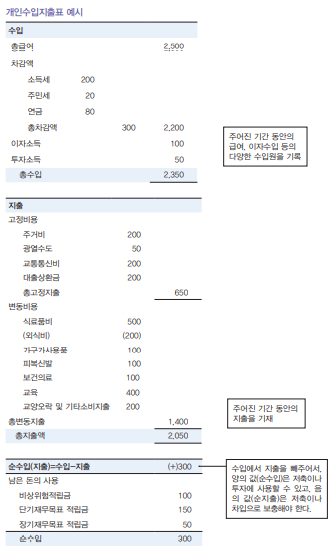 개인수입지출표 예시
수입
총급여 2,500
차감액
소득세 200
주민세 20
연금 80
총차감액 300 2,200
이자소득 100
투자소득 50
총수입 2,350
주어진 기간 동안의
급여, 이자수입 등의
다양한 수입원을 기록
지출
고정비용
주거비 200
광열수도 50
교통통신비 200
대출상환금 200
총고정지출 650
변동비용
식료품비 500
(외식비) (200)
가구가사용품 100
피복신발 100
보건의료 100
교육 400
교양오락 및 기타소비지출 200
총변동지출 1,400
총지출액 2,050
주어진 기간 동안의
지출을 기재
순수입(지출)=수입-지출 (+)300
남은 돈의 사용
비상위험적립금 100
단기재무목표 적립금 150
장기재무목표 적립금 50
순수입 300
수입에서 지출을 빼주어서,
양의 값(순수입)은 저축이나
투자에 사용할 수 있고, 음
의 값(순지출)은 저축이나
차입으로 보충해야 한다.